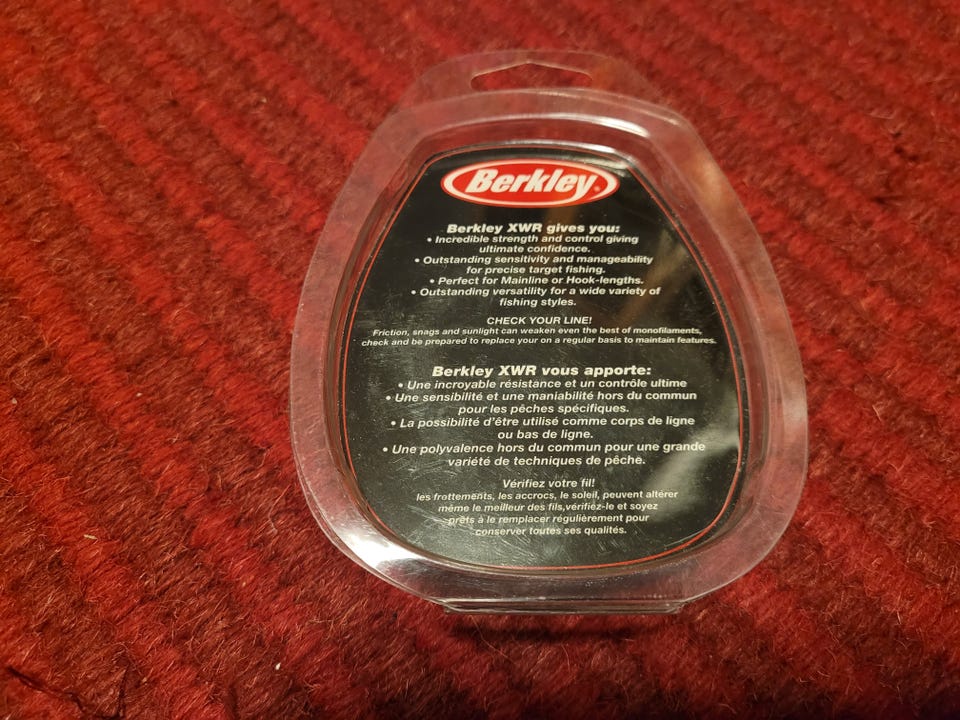 Berkley®
Berkley XWR gives you:
• Incredible strength and control giving
ultimate confidence.
• Outstanding sensitivity and manageability
for precise target fishing.
• Perfect for Mainline or Hook-lengths.
• Outstanding versatility for a wide variety of
fishing styles.
CHECK YOUR LINE!
Friction, snags and sunlight can weaken even the best of monofilaments,
check and be prepared to replace your on a regular basis to maintain features.
Berkley XWR vous apporte:
• Une incroyable résistance et un contrôle ultime
• Une sensibilité et une maniabilité hors du commun
pour les pêches spécifiques.
• La possibilité d'être utilisé comme corps de ligne
ou bas de ligne.
• Une polyvalence hors du commun pour une grande
variété de techniques de pêche.
Vérifiez votre fil!
les frottements, les accrocs, le soleil, peuvent altérer
même le meilleur des fils,vérifiéz-le et soyez
prêts à le remplacer régulièrement pour
conserver toutes ses qualités.